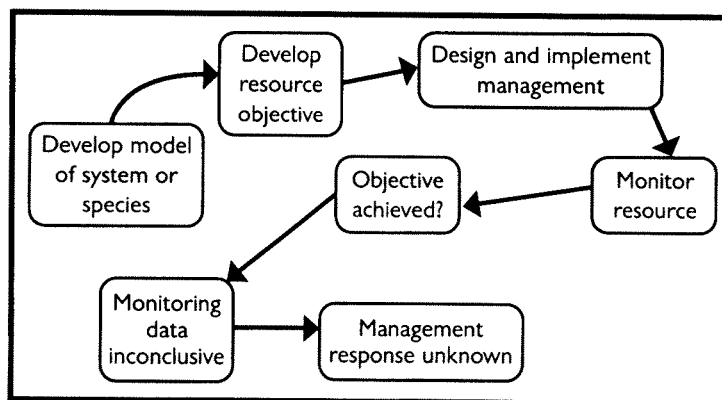 Develop model
of system or
species
Develop
resource
objective
Design and implement
management
Monitor
resource
Objective
achieved?
Monitoring
data
inconclusive
Management
response unknown